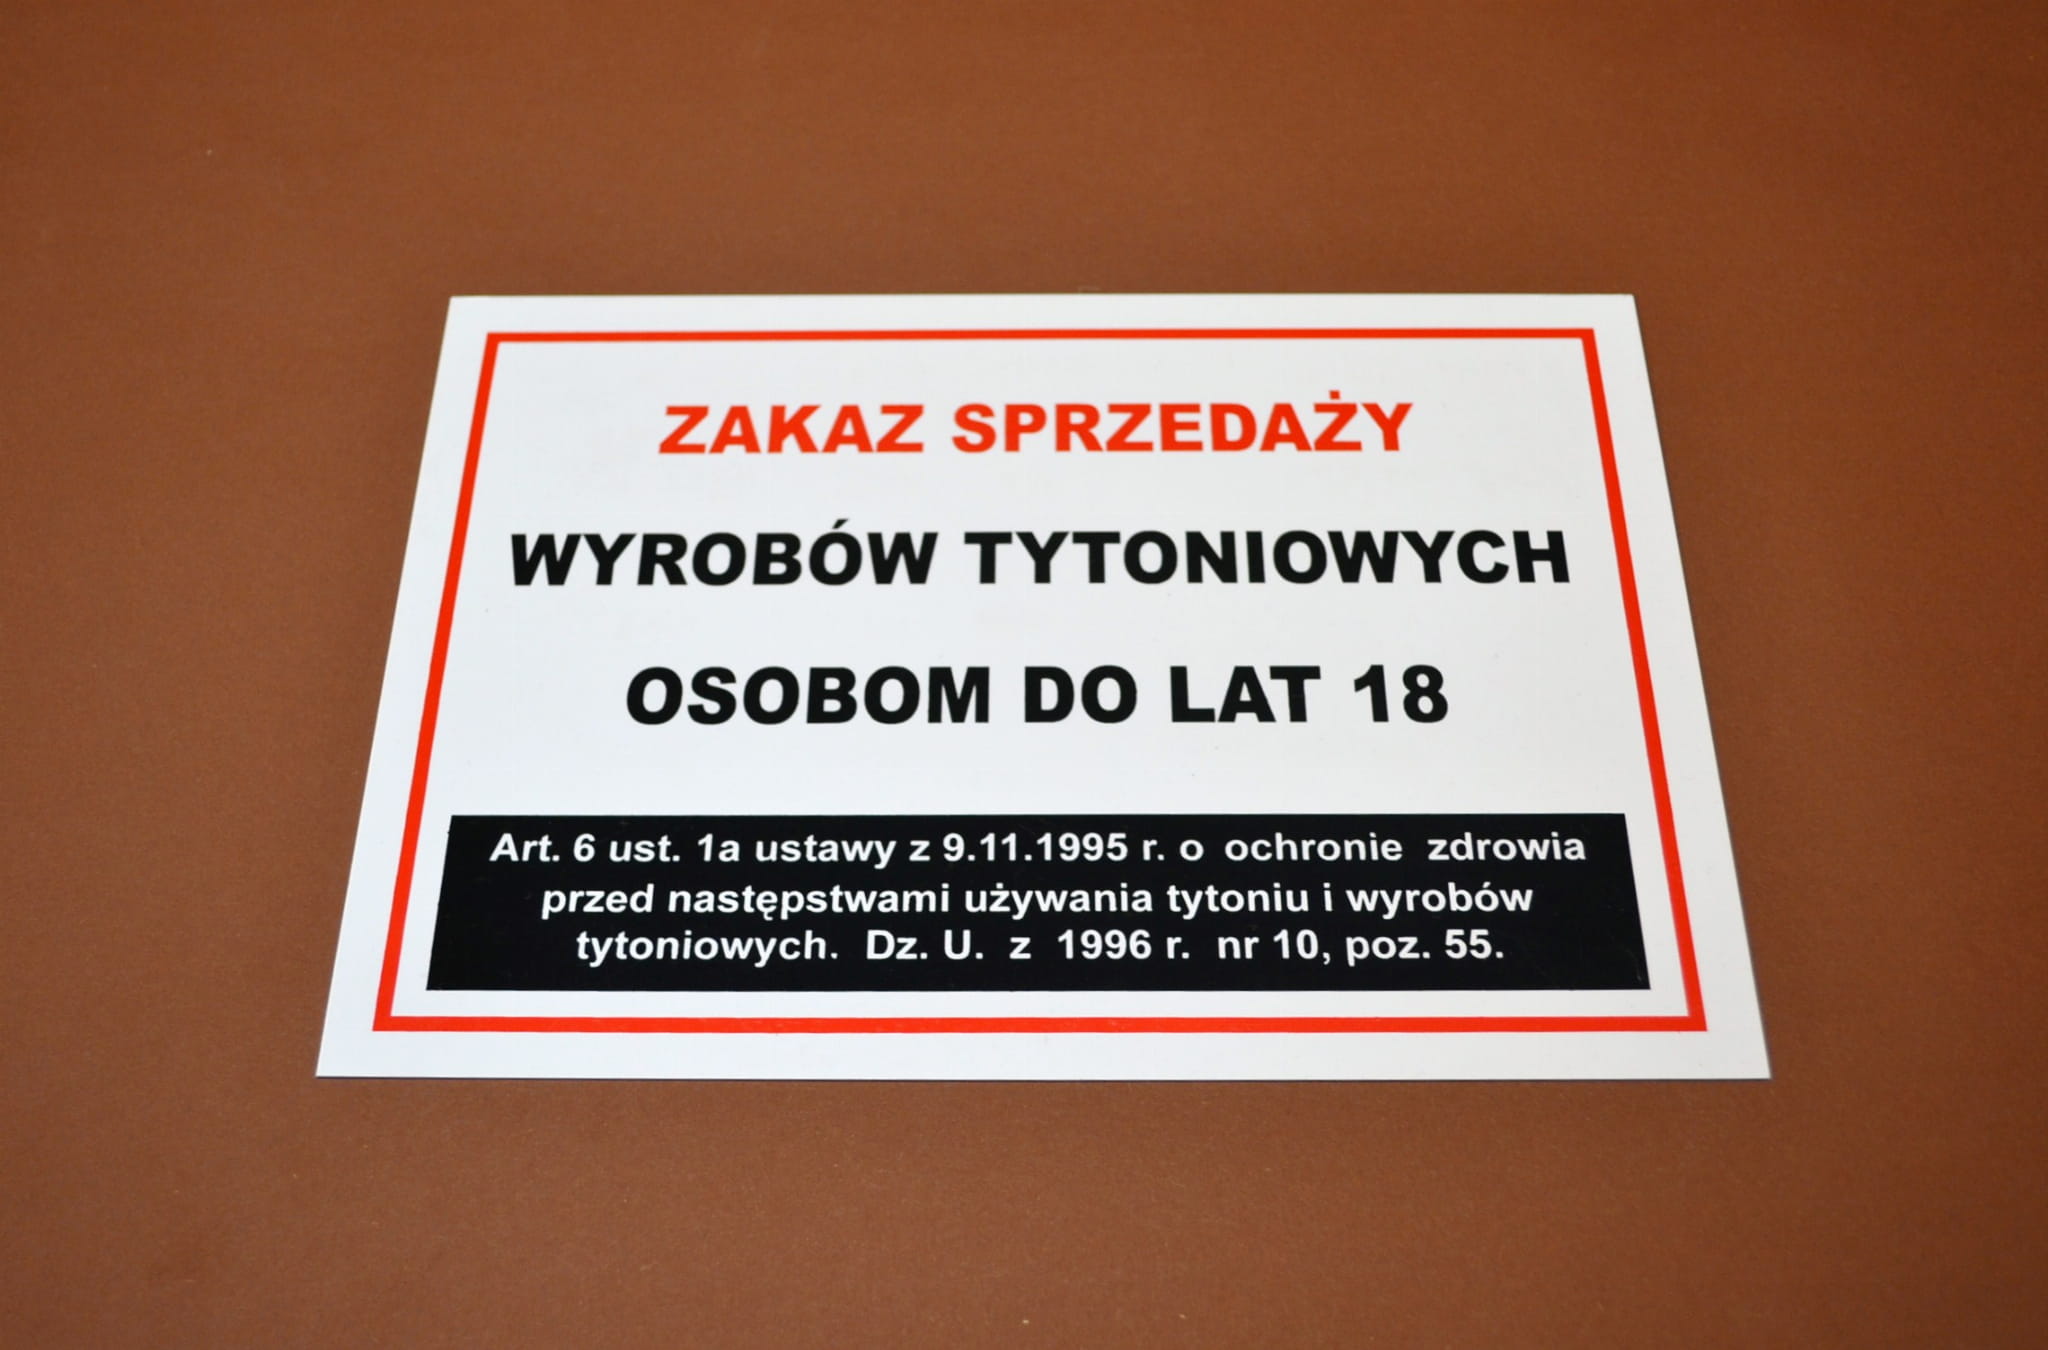 ZAKAZ SPRZEDAŻY
WYROBÓW TYTONIOWYCH
OSOBOM DO LAT 18
Art. 6 ust. 1a ustawy z 9.11.1995 r. o ochronie zdrowia
przed następstwami używania tytoniu i wyrobów
tytoniowych. Dz. U. z 1996 r. nr 10, poz. 55.